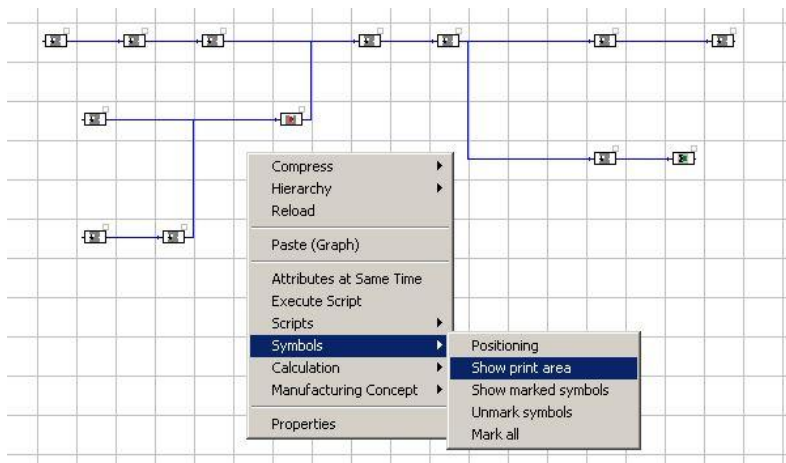 Compress
Hierarchy
Reload
Paste (Graph)
Attributes at Same Time
Execute Script
Scripts
Symbols
Calculation
Manufacturing Concept
Properties
Positioning
Show print area
Show marked symbols
Unmark symbols
Mark all